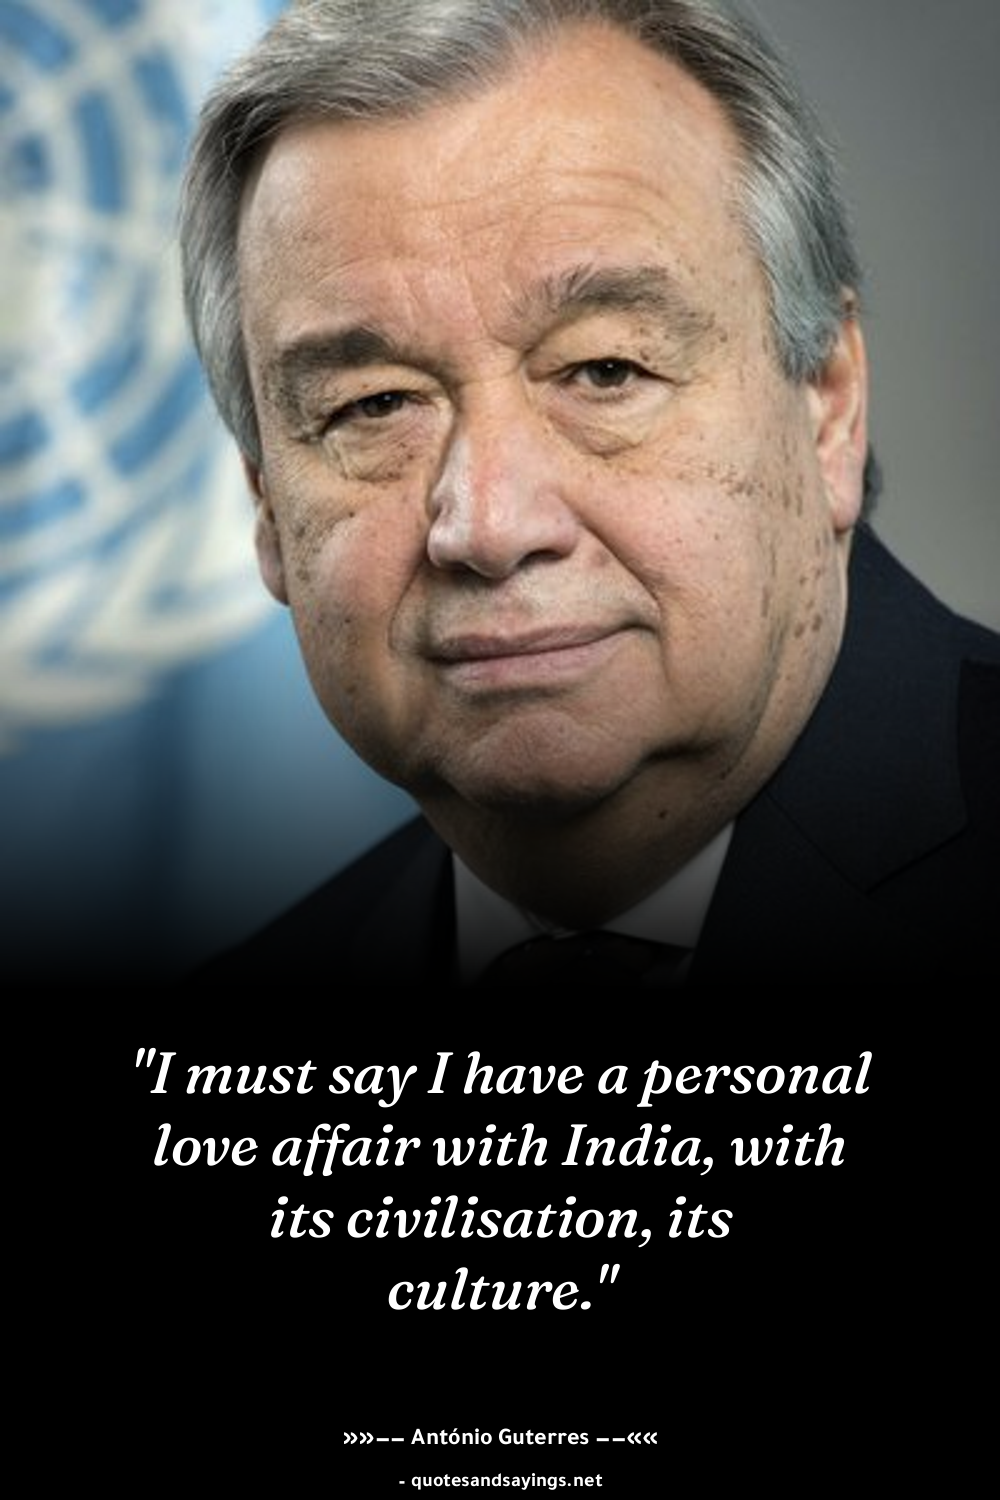 "I must say I have a personal
love affair with India, with
its civilisation, its
culture."
»»−− António Guterres −−««
- quotesandsayings.net